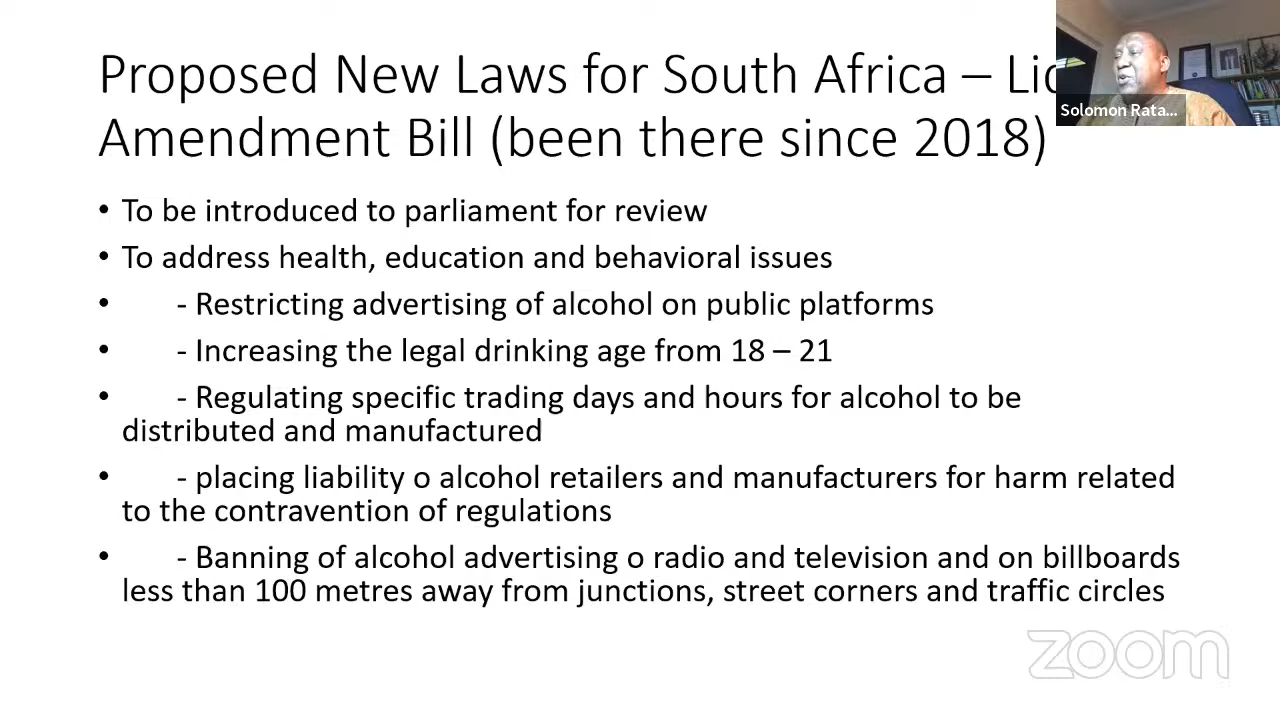 Proposed New Laws for South Africa – Lic
Amendment Bill (been there since 2018)
Solomon Rata...
• To be introduced to parliament for review
• To address health, education and behavioral issues
• - Restricting advertising of alcohol on public platforms
• - Increasing the legal drinking age from 18 – 21
• - Regulating specific trading days and hours for alcohol to be
distributed and manufactured
• - placing liability o alcohol retailers and manufacturers for harm related
to the contravention of regulations
• - Banning of alcohol advertising o radio and television and on billboards
less than 100 metres away from junctions, street corners and traffic circles
zoom